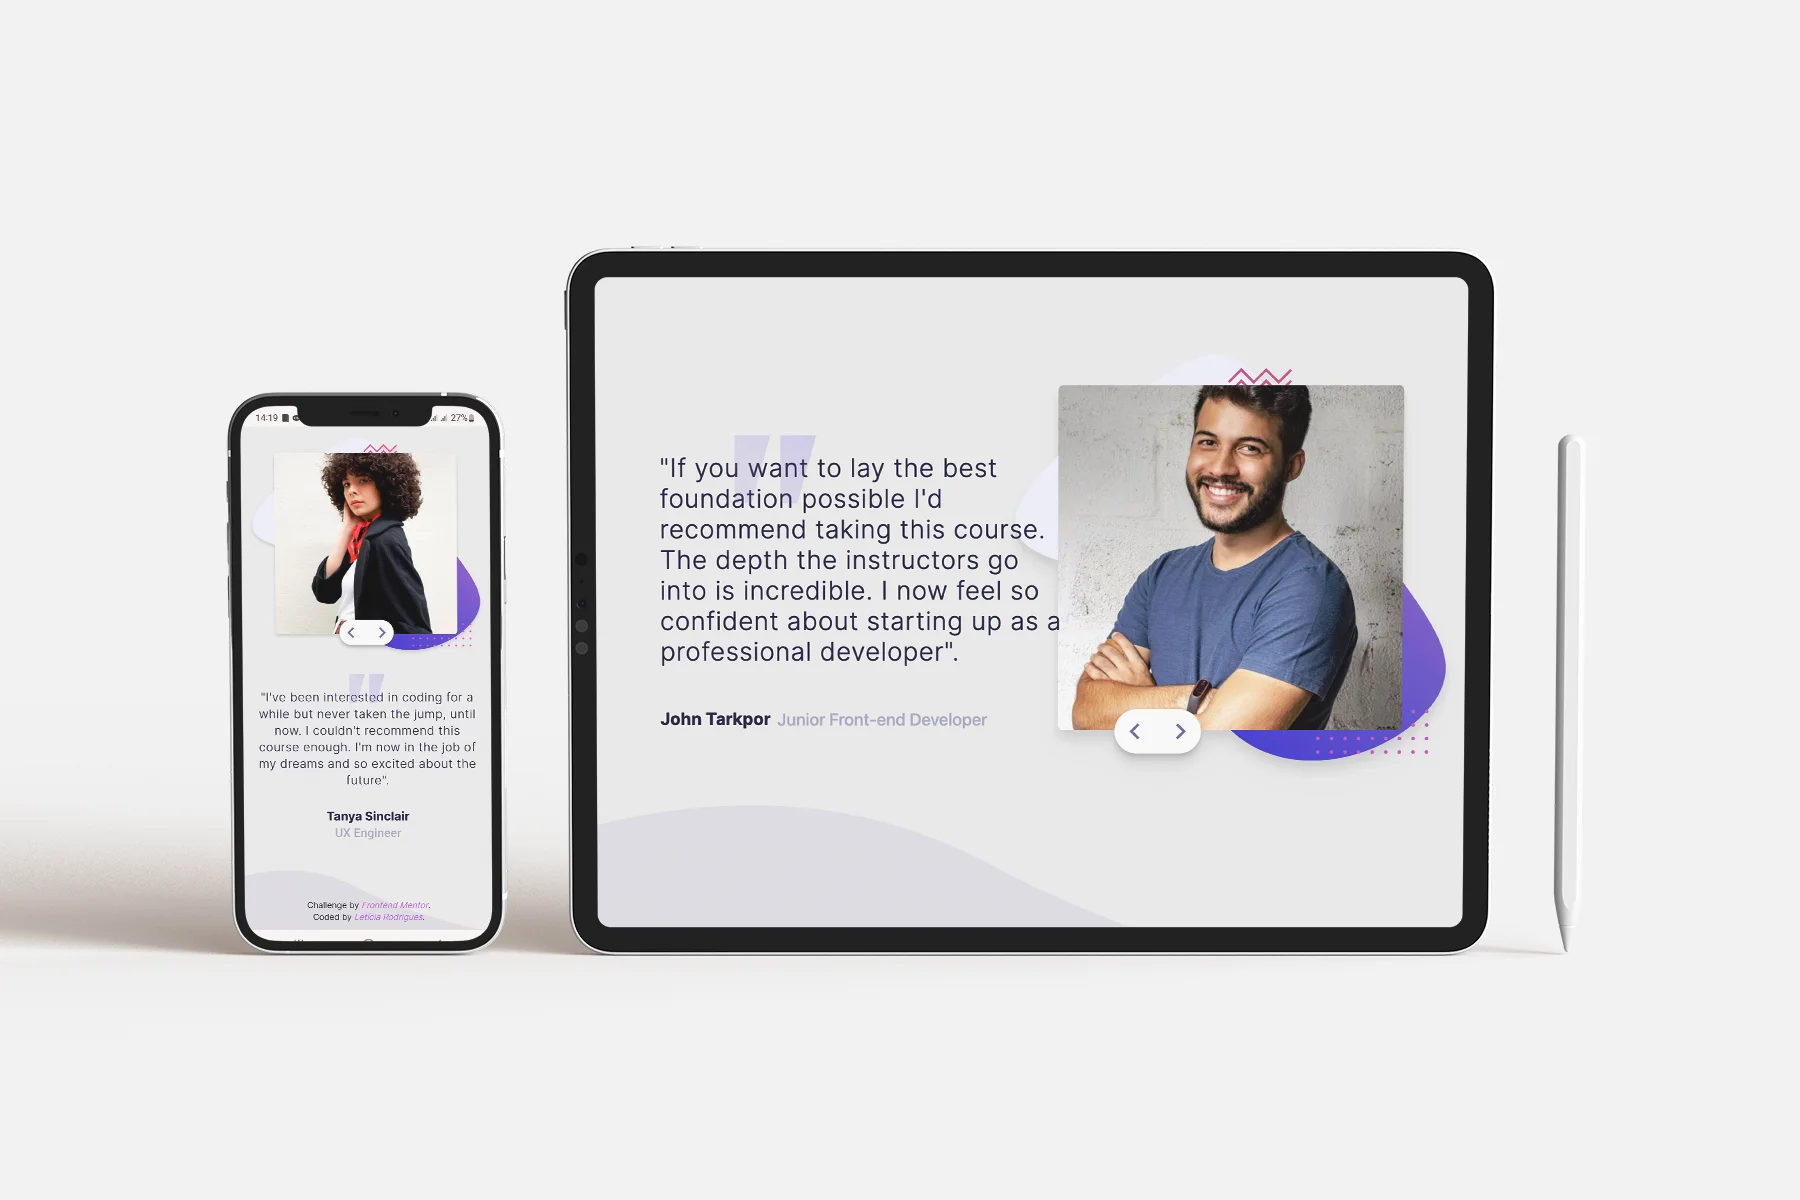 14:19
27%
"I've been interested in coding for a
while but never taken the jump, until
now. I couldn't recommend this
course enough. I'm now in the job of
my dreams and so excited about the
future".
Tanya Sinclair
UX Engineer
Challenge by Frontend Mentor.
Coded by Leticia Rodrigues.
"If you want to lay the best
foundation possible I'd
recommend taking this course.
The depth the instructors go
into is incredible. I now feel so
confident about starting up as a
professional developer".
John Tarkpor Junior Front-end Developer